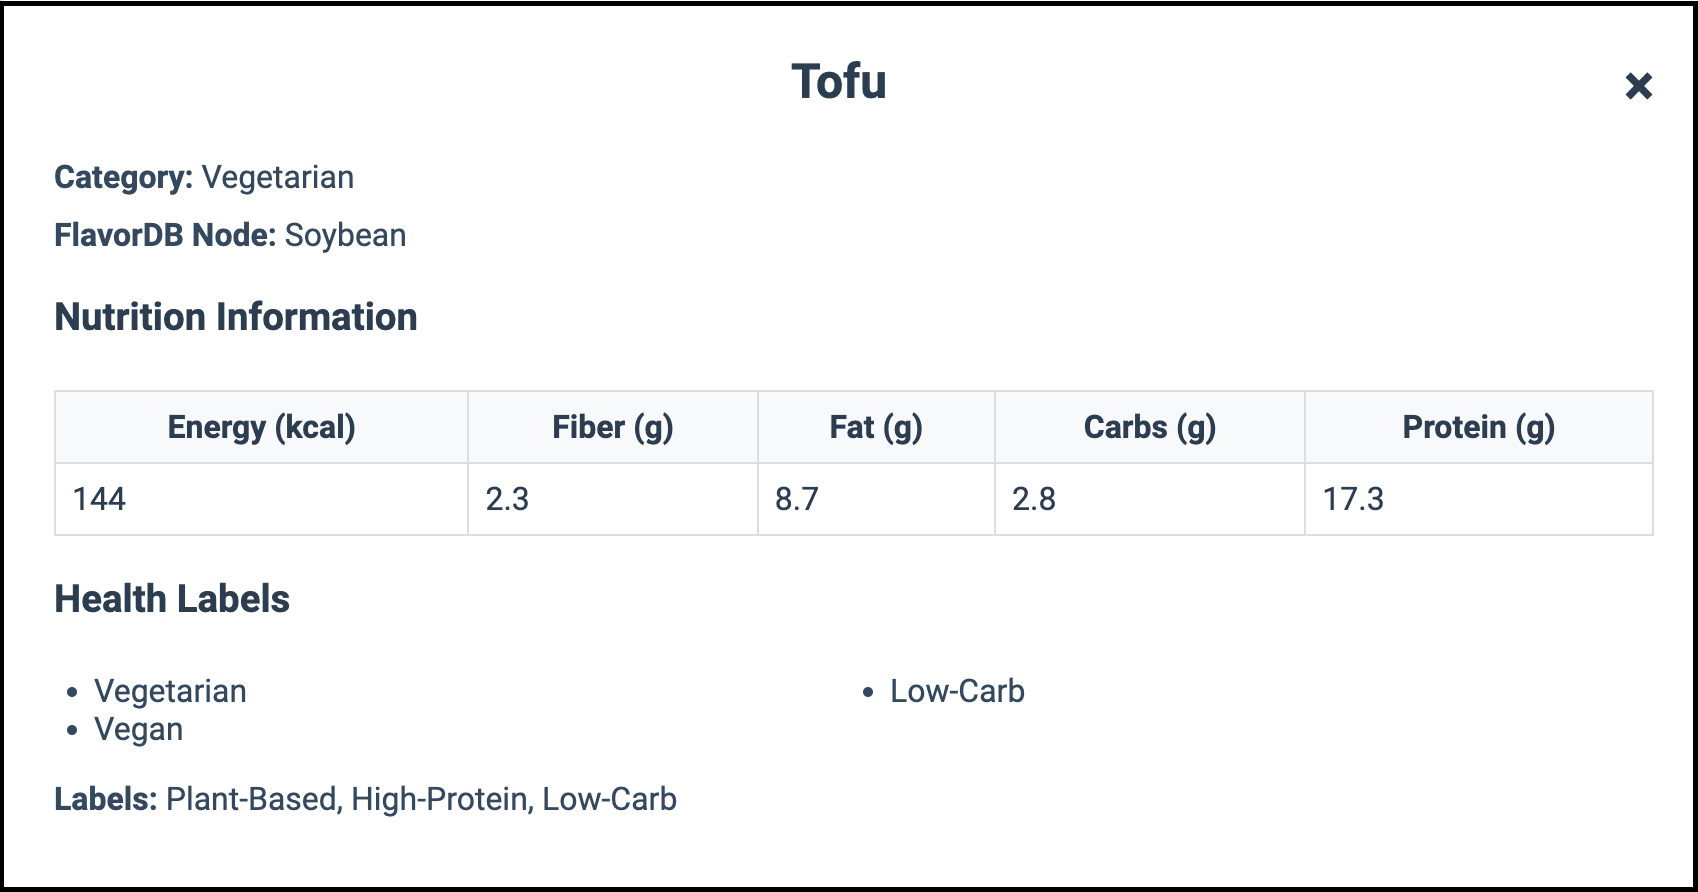 Tofu
Category: Vegetarian
FlavorDB Node: Soybean
Nutrition Information
Energy (kcal) Fiber (g) Fat (g) Carbs (g) Protein (g)
144 2.3 8.7 2.8 17.3
Health Labels
• Vegetarian
• Vegan
• Low-Carb
Labels: Plant-Based, High-Protein, Low-Carb